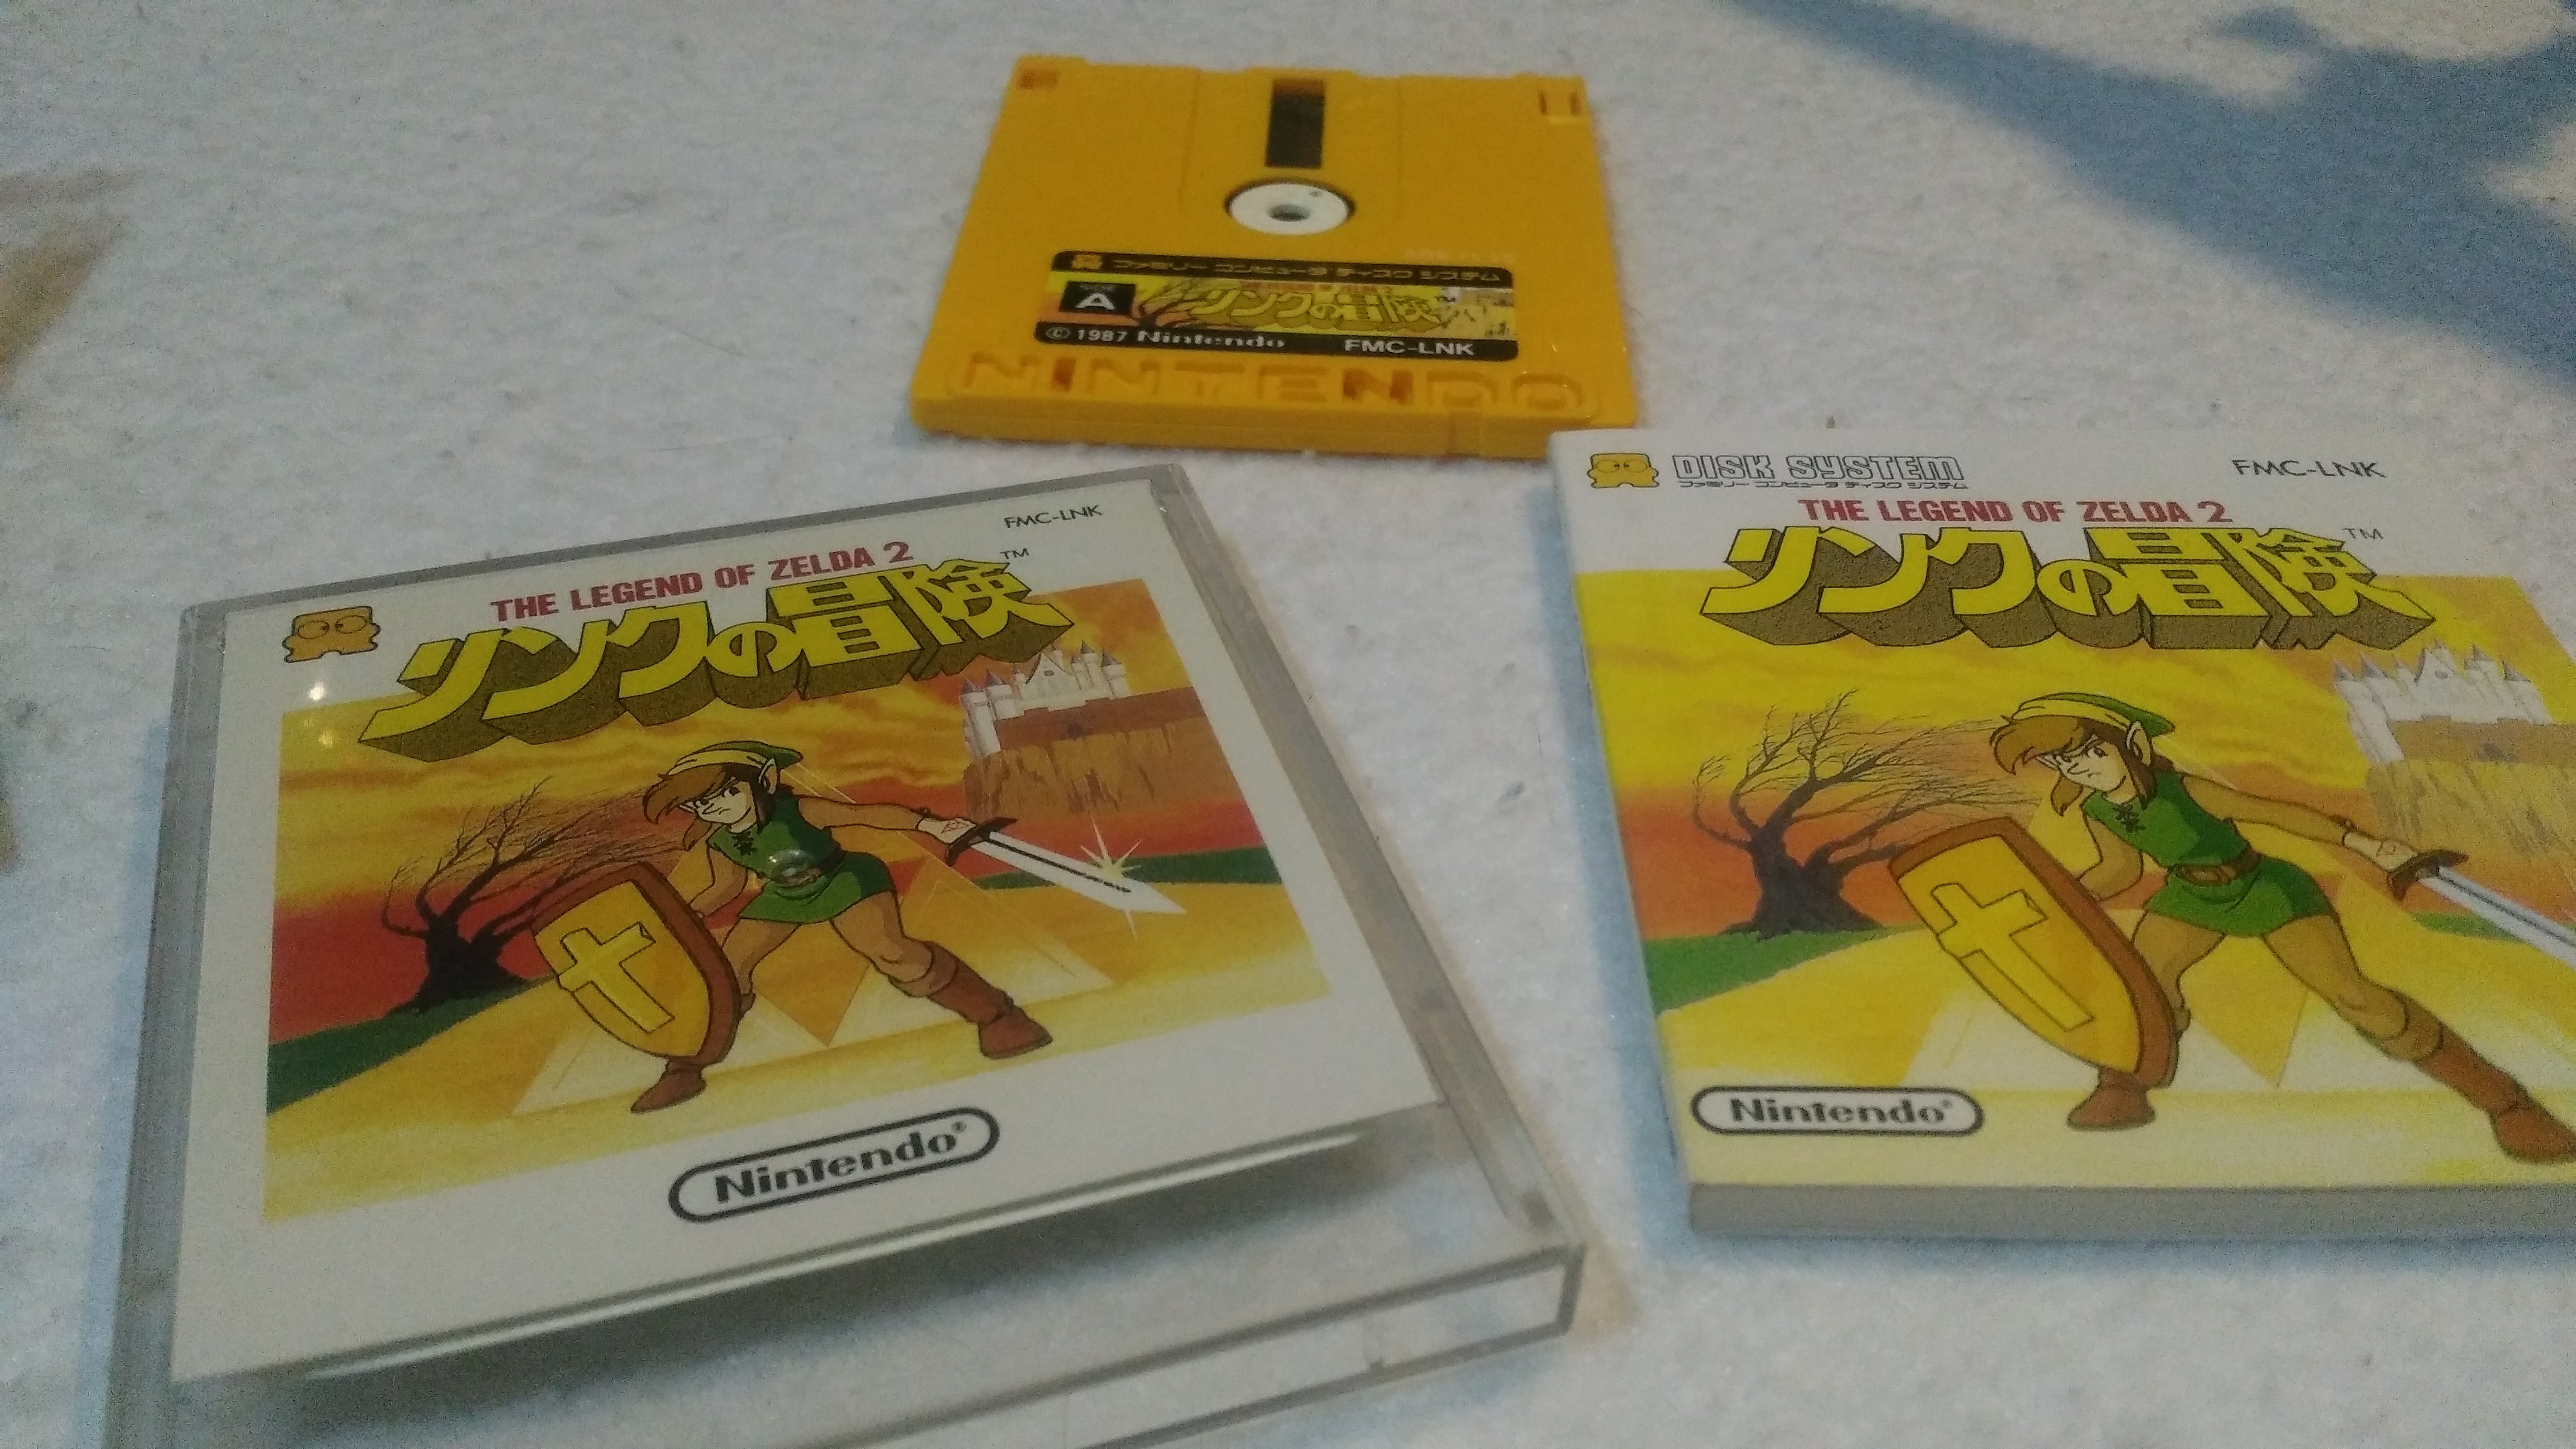 ファミリー コンピュータ ディスク システム
SIDE A
リンクの冒険
© 1987 Nintendo FMC-LNK
NINTENDO
FMC-LNK
THE LEGEND OF ZELDA 2
リンクの冒険 TM
Nintendo®
DISK SYSTEM FMC-LNK
ファミリー コンピュータ ディスク システム
THE LEGEND OF ZELDA 2
リンクの冒険 TM
Nintendo®